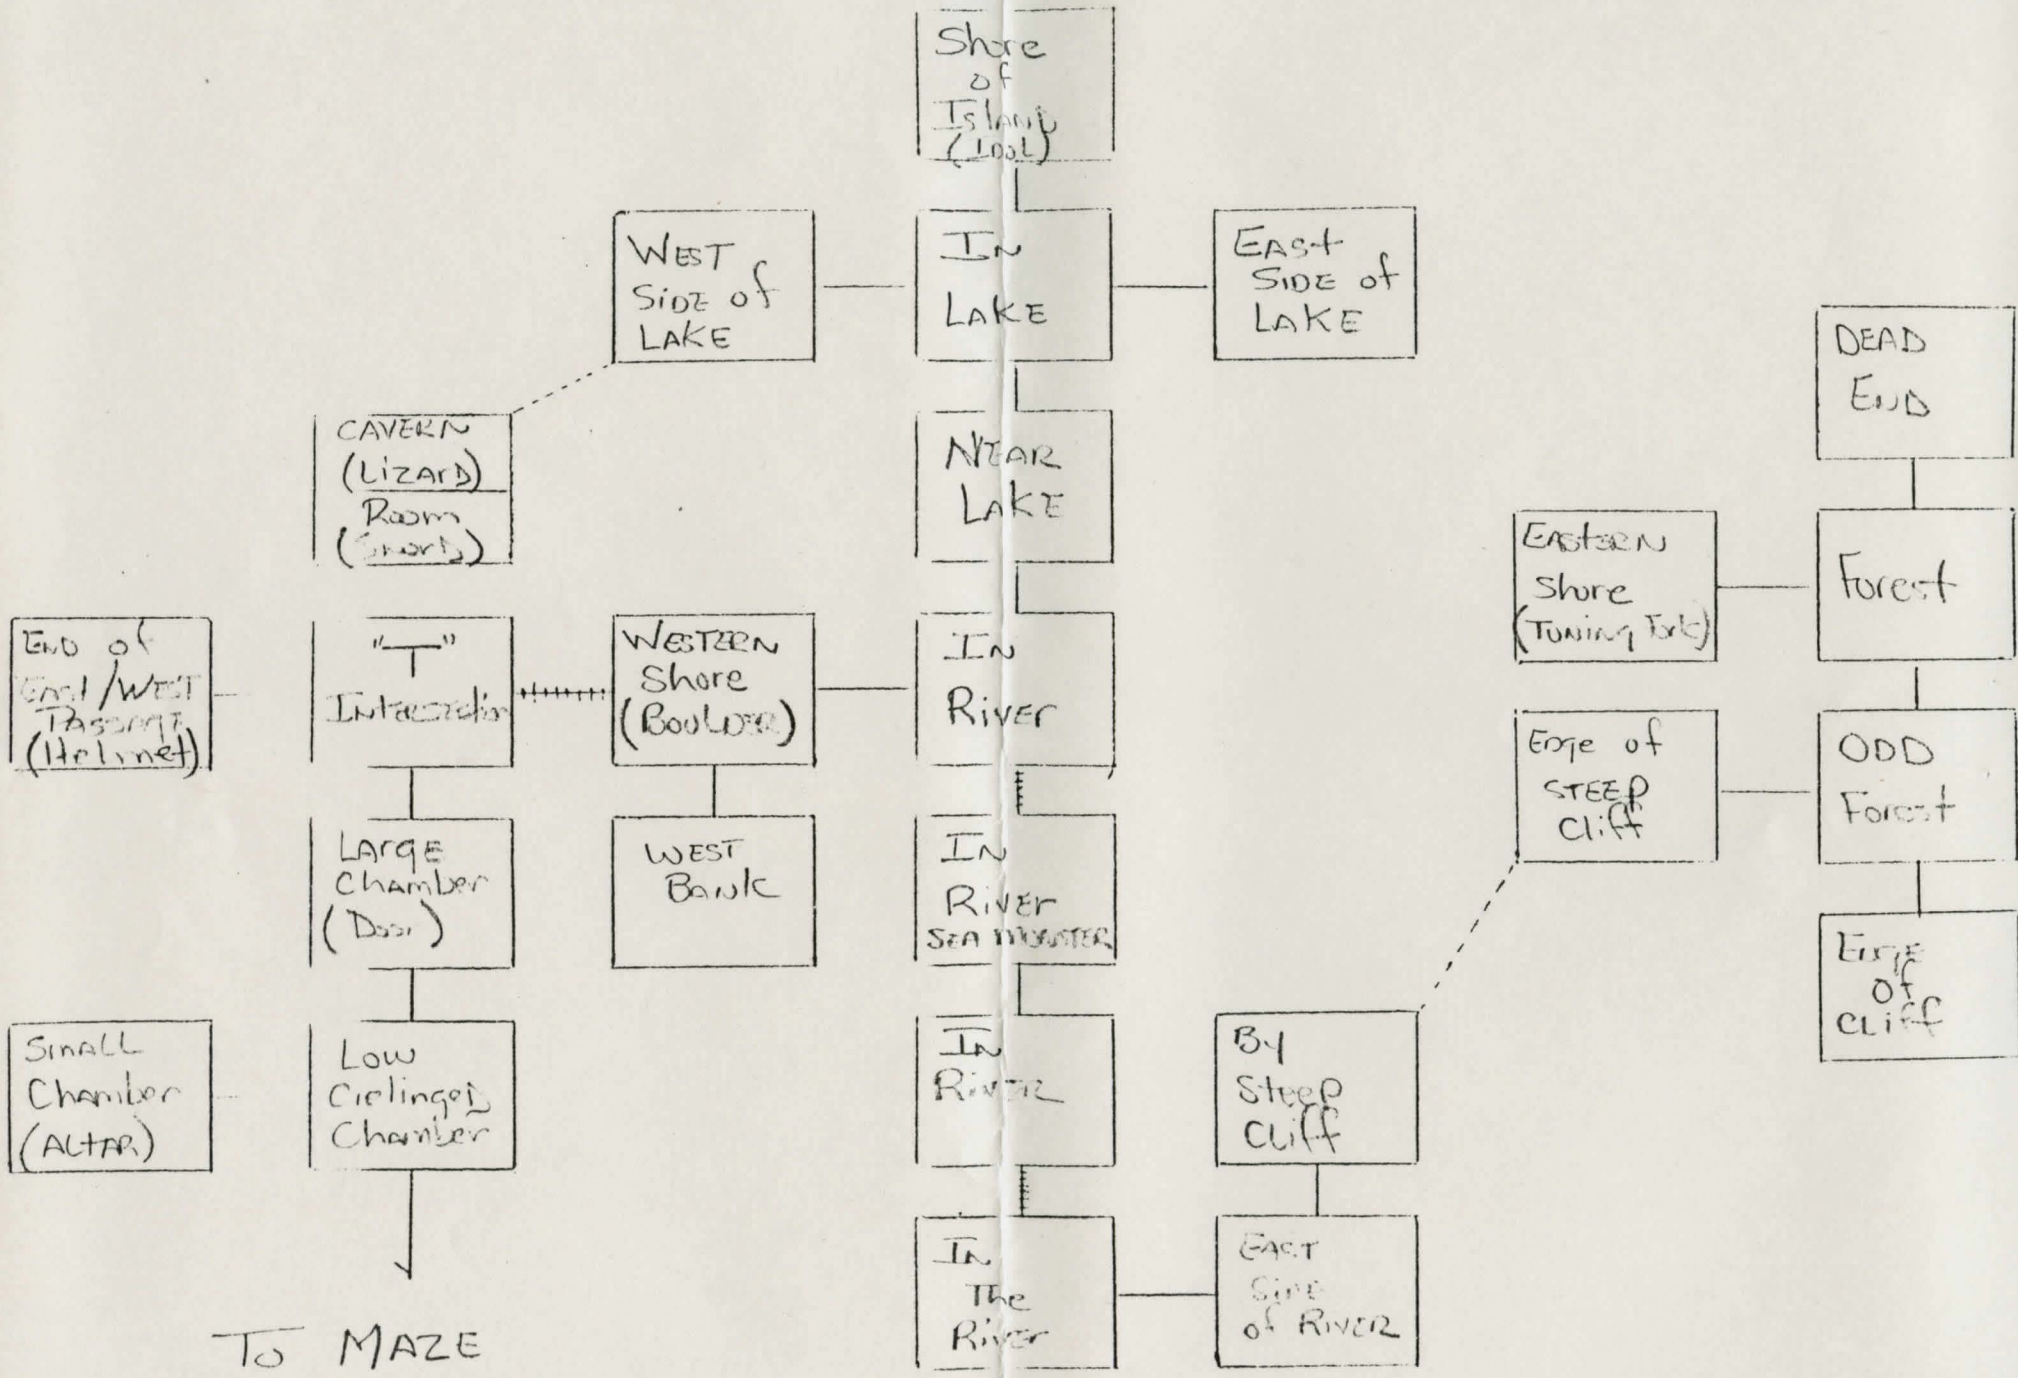 Shore
of
Island
(IDOL)
WEST
SiDE of
LAKE
IN
LAKE
EASt
SiDE of
LAKE
DEAD
END
CAVERN
(LizArD)
Room
(Sword)
NEAR
LAKE
EAStERN
Shore
(TUNiNg Fork)
Forest
END of
East/WEST
PASSAgE
(Helmet)
"T"
INTERSEction
WESTERN
Shore
(BOULDER)
IN
RivEr
EDge of
STEEP
Cliff
ODD
Forest
LArgE
Chamber
(Door)
WEST
BANK
IN
RivEr
SEA MONSTER
EDgE
Of
CLiff
SmALL
Chamber
(ALtAR)
Low
Cielinged
Chamber
IN
RivER
By
SteeP
CLiff
IN
The
RivEr
EAST
SiDE
of RivER
To MAZE